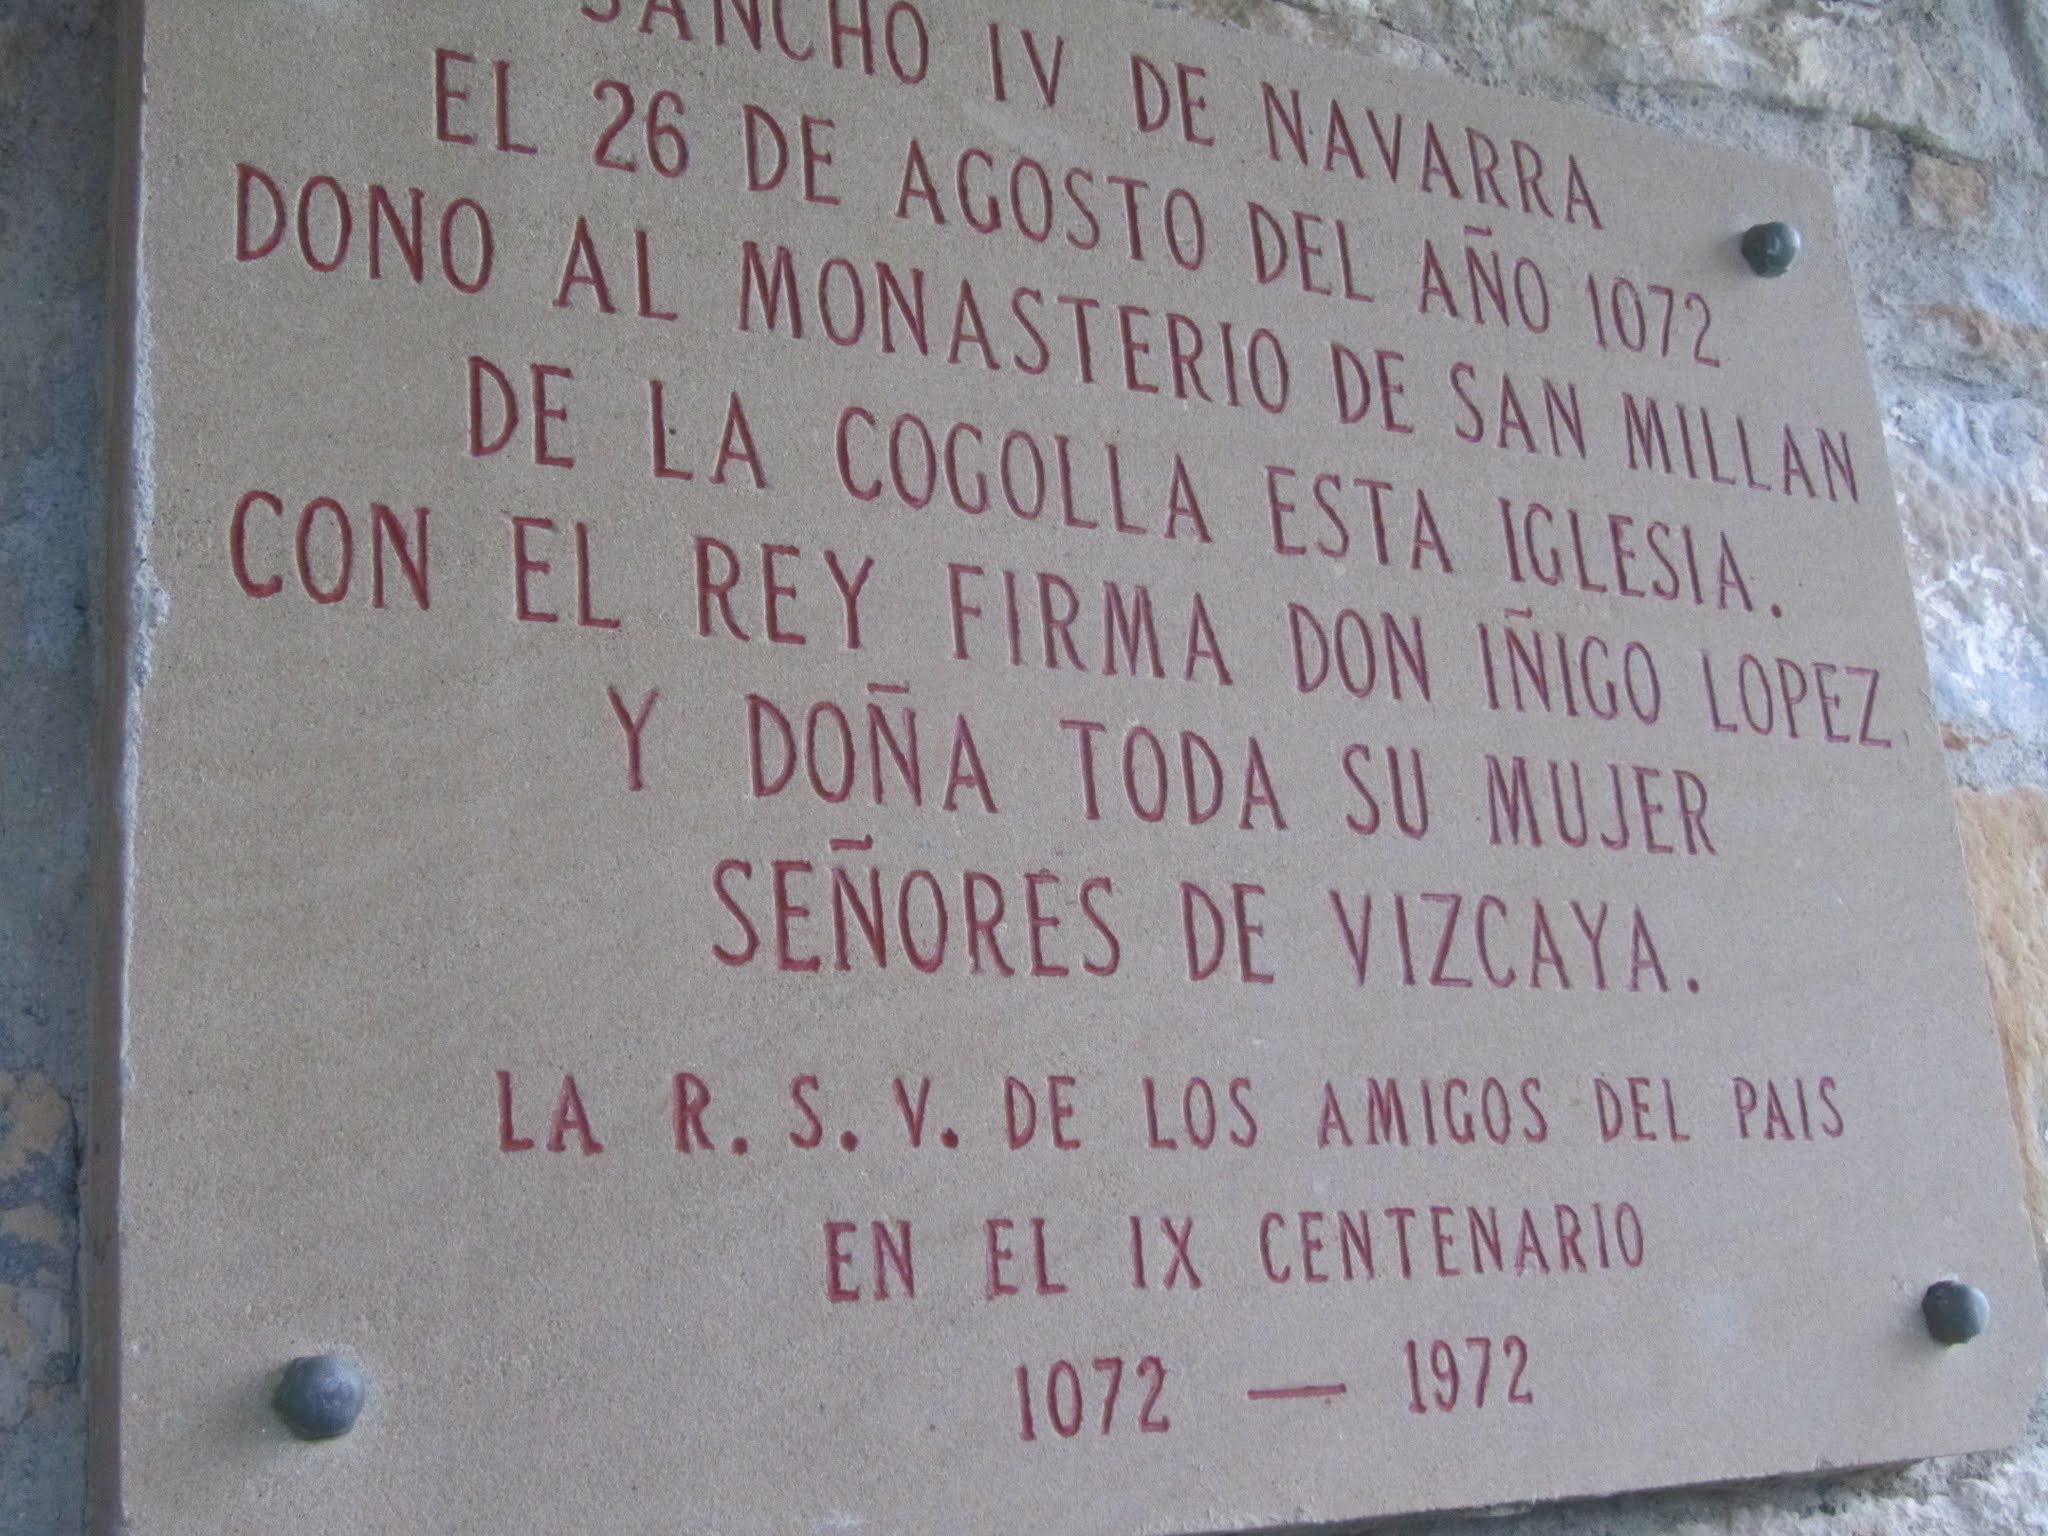 SANCHO IV DE NAVARRA
EL 26 DE AGOSTO DEL AÑO 1072
DONO AL MONASTERIO DE SAN MILLAN
DE LA COGOLLA ESTA IGLESIA.
CON EL REY FIRMA DON IÑIGO LOPEZ
Y DOÑA TODA SU MUJER
SEÑORES DE VIZCAYA.
LA R. S. V. DE LOS AMIGOS DEL PAIS
EN EL IX CENTENARIO
1072 — 1972